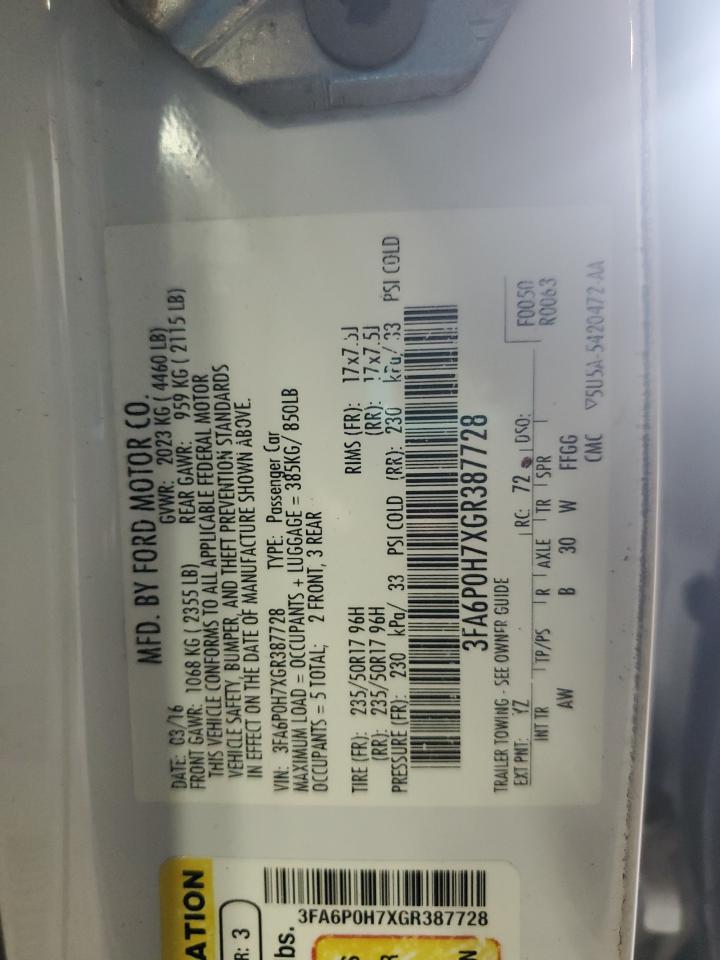 MFD. BY FORD MOTOR CO.
DATE: 03/16 GVWR: 2023 KG ( 4460 LB)
FRONT GAWR: 1068 KG ( 2355 LB) REAR GAWR: 959 KG ( 2115 LB)
THIS VEHICLE CONFORMS TO ALL APPLICABLE FEDERAL MOTOR
VEHICLE SAFETY, BUMPER, AND THEFT PREVENTION STANDARDS
IN EFFECT ON THE DATE OF MANUFACTURE SHOWN ABOVE.
VIN: 3FA6P0H7XGR387728 TYPE: Passenger Car
MAXIMUM LOAD = OCCUPANTS + LUGGAGE = 385KG/ 850LB
OCCUPANTS = 5 TOTAL; 2 FRONT, 3 REAR
TIRE (FR): 235/50R17 96H RIMS (FR): 17x7.5J
(RR): 235/50R17 96H (RR): 17x7.5J
PRESSURE (FR): 230 kPa/ 33 PSI COLD (RR): 230 kPa/ 33 PSI COLD
3FA6P0H7XGR387728
TRAILER TOWING - SEE OWNER GUIDE
EXT PNT: YZ RC: 72 DSO: F0050
R0063
INT TR TP/PS R AXLE TR SPR
AW B 30 W FFGG
CMC ▽5U5A-5420472-AA
ATION
R: 3
3FA6P0H7XGR387728
bs.
S
R
N